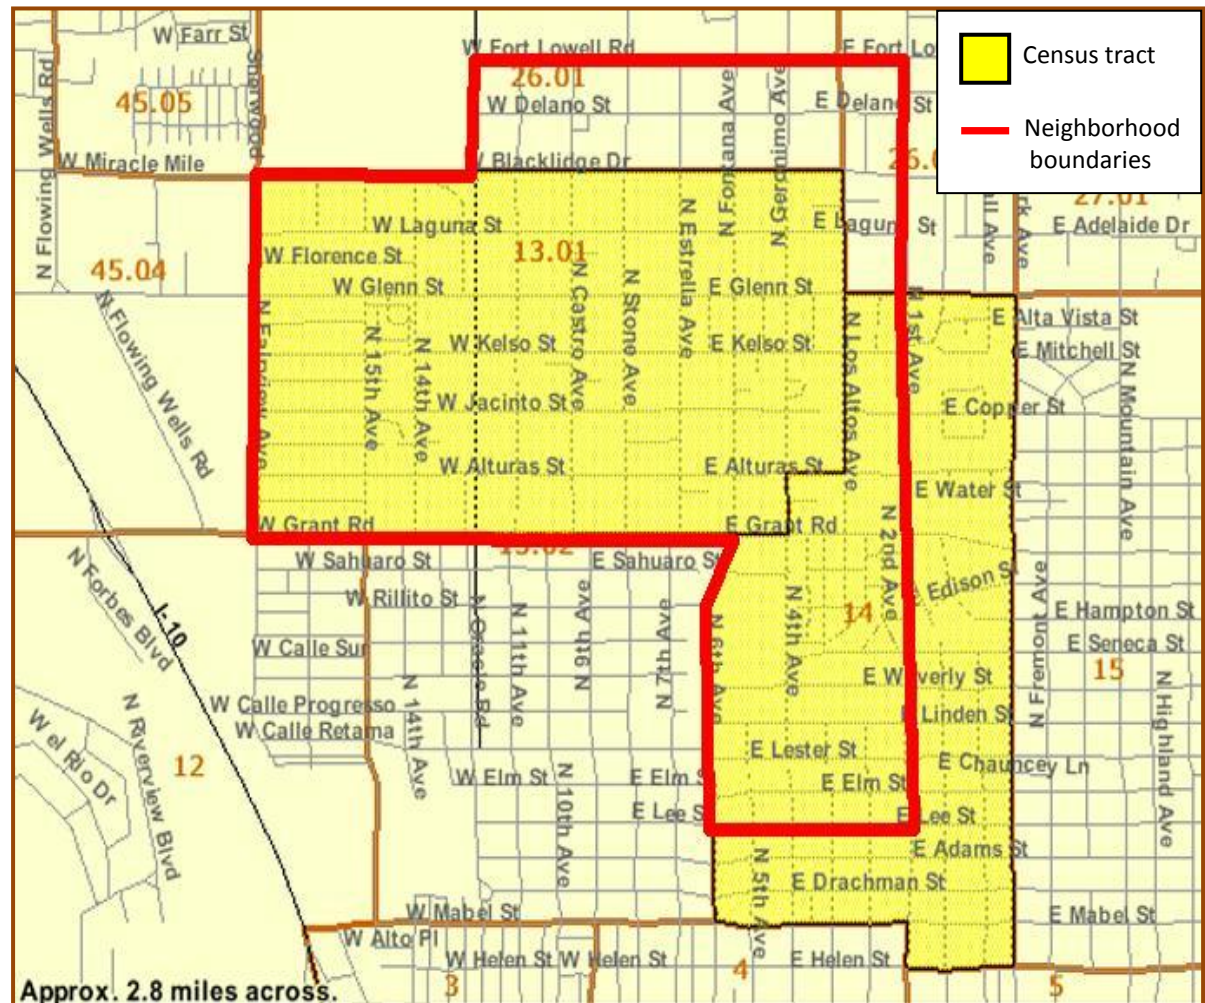 W Farr St
W Fort Lowell Rd
E Fort Lo
Census tract
26.01
45.05
W Delano St
E Delano St
Neighborhood
boundaries
N Flowing Wells Rd
Sherwood
N Fontana Ave
N Geronimo Ave
W Miracle Mile
W Blacklidge Dr
26.0
27.01
W Laguna St
E Laguna St
E Adelaide Dr
13.01
45.04
W Florence St
W Glenn St
E Glenn St
N Castro Ave
N Stone Ave
N Estrella Ave
N 1st Ave
E Alta Vista St
E Mitchell St
N Flowing Wells Rd
N 15th Ave
N 14th Ave
W Kelso St
E Kelso St
N Los Altos Ave
N Mountain Ave
W Jacinto St
E Copper St
W Alturas St
E Alturas St
E Water St
W Grant Rd
E Grant Rd
N 2nd Ave
13.02
W Sahuaro St
E Sahuaro St
N Forbes Blvd
I-10
W Rillito St
N Oracle Rd
N 11th Ave
N 9th Ave
N 7th Ave
N 6th Ave
N 4th Ave
14
Edison St
N Fremont Ave
E Hampton St
E Seneca St
W Calle Sur
E Waverly St
15
W Calle Progresso
W Calle Retama
N 14th Ave
Linden St
N Highland Ave
W el Rio Dr
N Riverview Blvd
12
E Lester St
E Chauncey Ln
W Elm St
E Elm S
E Elm St
N 10th Ave
E Lee S
E Lee St
E Adams St
N 5th Ave
E Drachman St
W Mabel St
E Mabel St
W Alto Pl
W Helen St
W Helen St
E Helen St
3
4
5
Approx. 2.8 miles across.